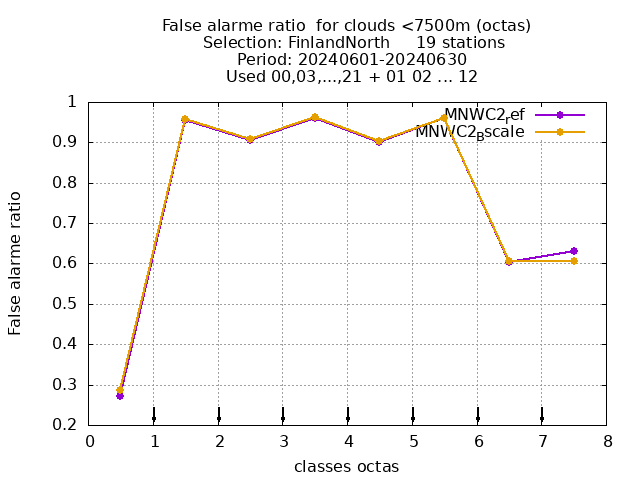 False alarme ratio  for clouds <7500m (octas)
Selection: FinlandNorth     19 stations
Period: 20240601-20240630
Used 00,03,...,21 + 01 02 ... 12
MNWC2ref
MNWC2Bscale
1
0.9
0.8
0.7
0.6
0.5
0.4
0.3
0.2
0 1 2 3 4 5 6 7 8
False alarme ratio
classes octas